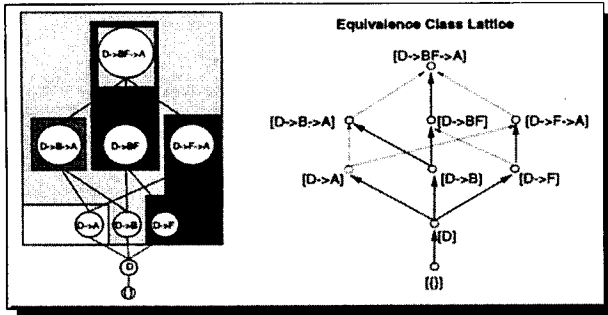 D->BF->A
D->B->A
D->BF
D->F->A
D->A
D->B
D->F
D
{}
Equivalence Class Lattice
[D->BF->A]
[D->B->A]
[D->BF]
[D->F->A]
[D->A]
[D->B]
[D->F]
[D]
[{}]